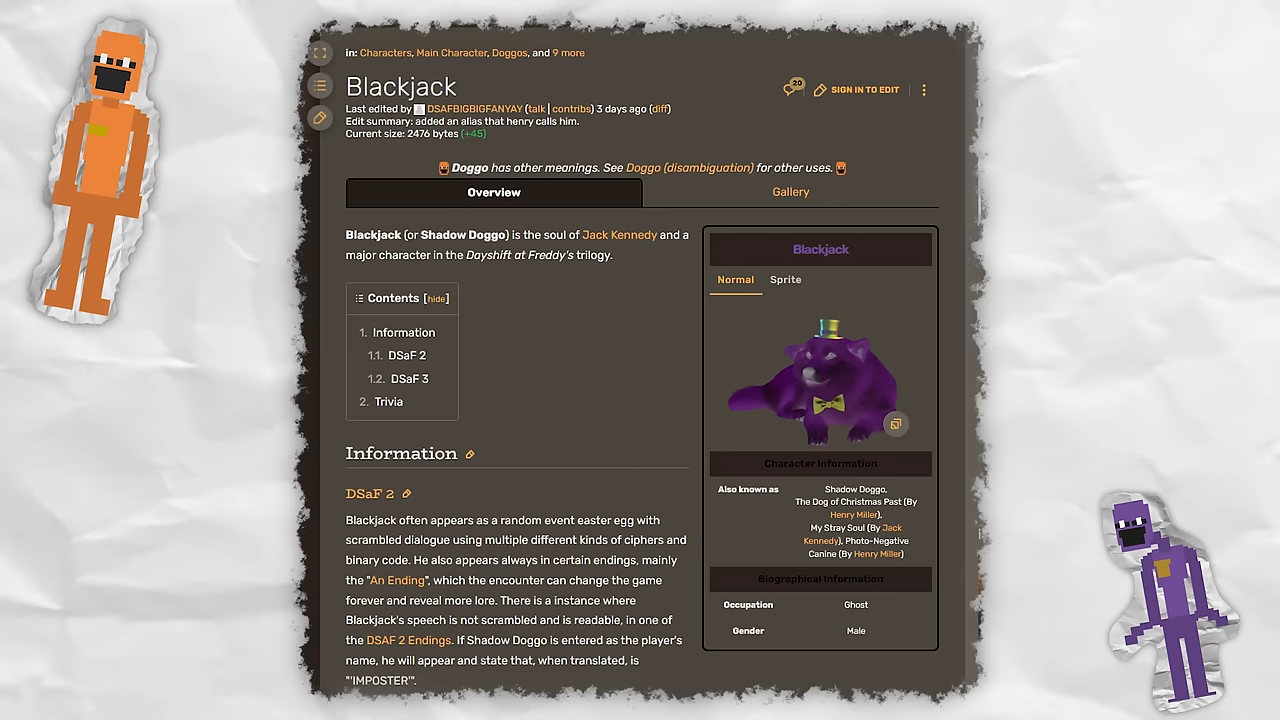 in: Characters, Main Character, Doggos, and 9 more
Blackjack
20
SIGN IN TO EDIT
Last edited by DSAFBIGBIGFANYAY (talk | contribs) 3 days ago (diff)
Edit summary: added an alias that henry calls him.
Current size: 2476 bytes (+45)
Doggo has other meanings. See Doggo (disambiguation) for other uses.
Overview
Gallery
Blackjack (or Shadow Doggo) is the soul of Jack Kennedy and a
major character in the Dayshift at Freddy's trilogy.
Contents [hide]
1. Information
1.1. DSaF 2
1.2. DSaF 3
2. Trivia
Information
DSaF 2
Blackjack often appears as a random event easter egg with
scrambled dialogue using multiple different kinds of ciphers and
binary code. He also appears always in certain endings, mainly
the "An Ending", which the encounter can change the game
forever and reveal more lore. There is a instance where
Blackjack's speech is not scrambled and is readable, in one of
the DSAF 2 Endings. If Shadow Doggo is entered as the player's
name, he will appear and state that, when translated, is
"'IMPOSTER'".
Blackjack
Normal
Sprite
Character Information
Also known as
Shadow Doggo,
The Dog of Christmas Past (By
Henry Miller),
My Stray Soul (By Jack
Kennedy), Photo-Negative
Canine (By Henry Miller)
Biographical Information
Occupation
Ghost
Gender
Male